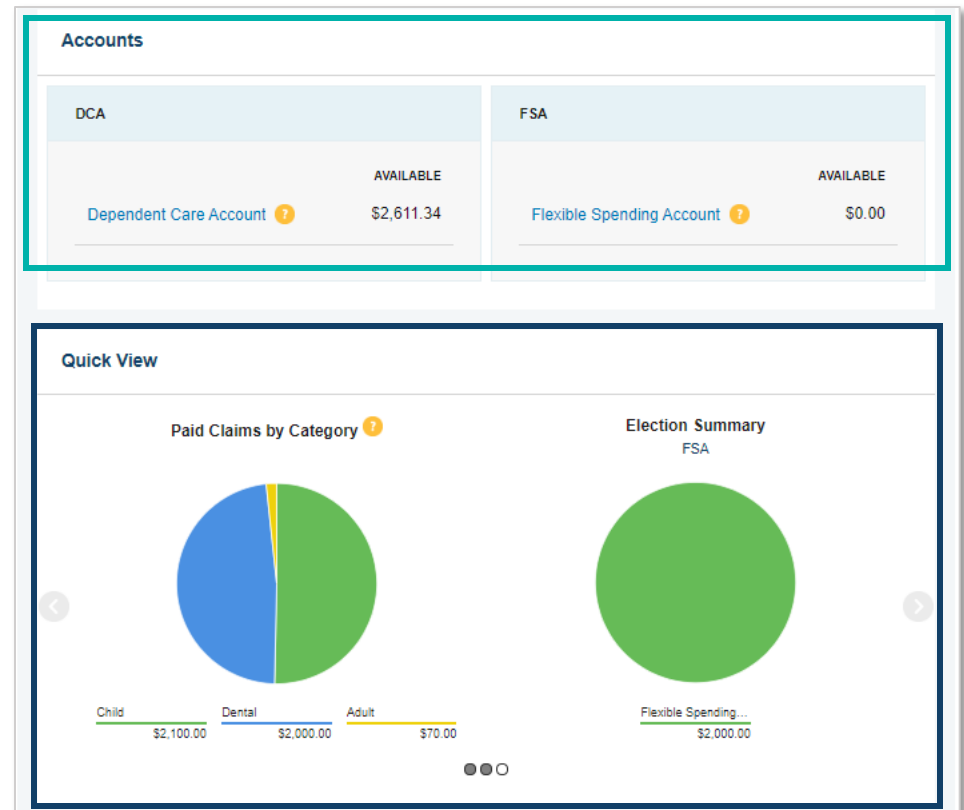 Accounts
DCA
AVAILABLE
Dependent Care Account ? $2,611.34
FSA
AVAILABLE
Flexible Spending Account ? $0.00
Quick View
Paid Claims by Category ?
Child
$2,100.00
Dental
$2,000.00
Adult
$70.00
Election Summary
FSA
Flexible Spending...
$2,000.00